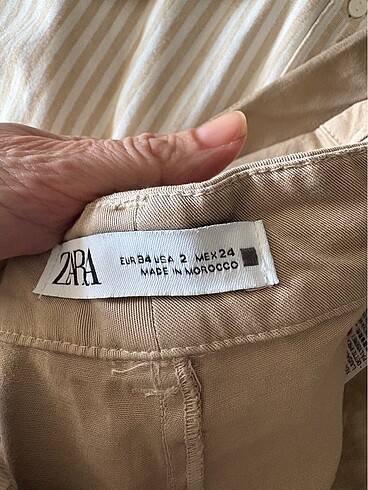 ZARA
EUR 34 USA 2 MEX 24
MADE IN MOROCCO